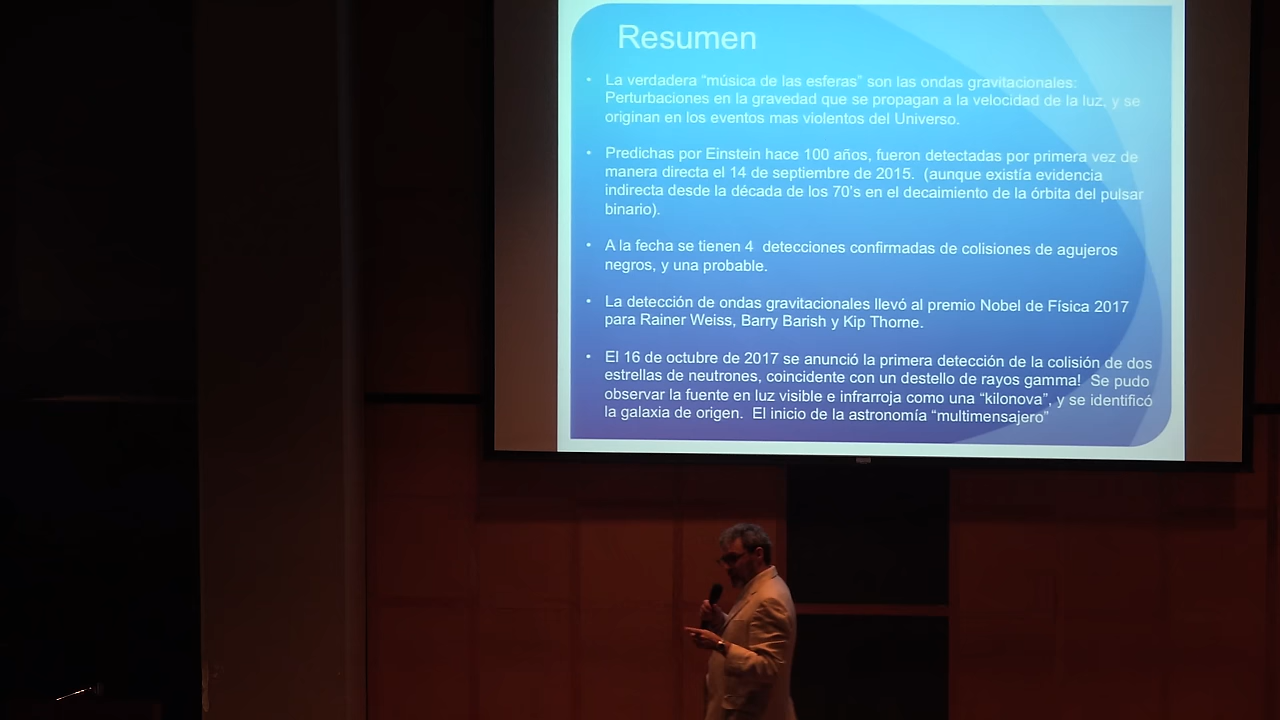 Resumen
• La verdadera “música de las esferas” son las ondas gravitacionales:
Perturbaciones en la gravedad que se propagan a la velocidad de la luz, y se
originan en los eventos mas violentos del Universo.
• Predichas por Einstein hace 100 años, fueron detectadas por primera vez de
manera directa el 14 de septiembre de 2015.  (aunque existía evidencia
indirecta desde la década de los 70’s en el decaimiento de la órbita del pulsar
binario).
• A la fecha se tienen 4  detecciones confirmadas de colisiones de agujeros
negros, y una probable.
• La detección de ondas gravitacionales llevó al premio Nobel de Física 2017
para Rainer Weiss, Barry Barish y Kip Thorne.
• El 16 de octubre de 2017 se anunció la primera detección de la colisión de dos
estrellas de neutrones, coincidente con un destello de rayos gamma!  Se pudo
observar la fuente en luz visible e infrarroja como una “kilonova”, y se identificó
la galaxia de origen.  El inicio de la astronomía “multimensajero”